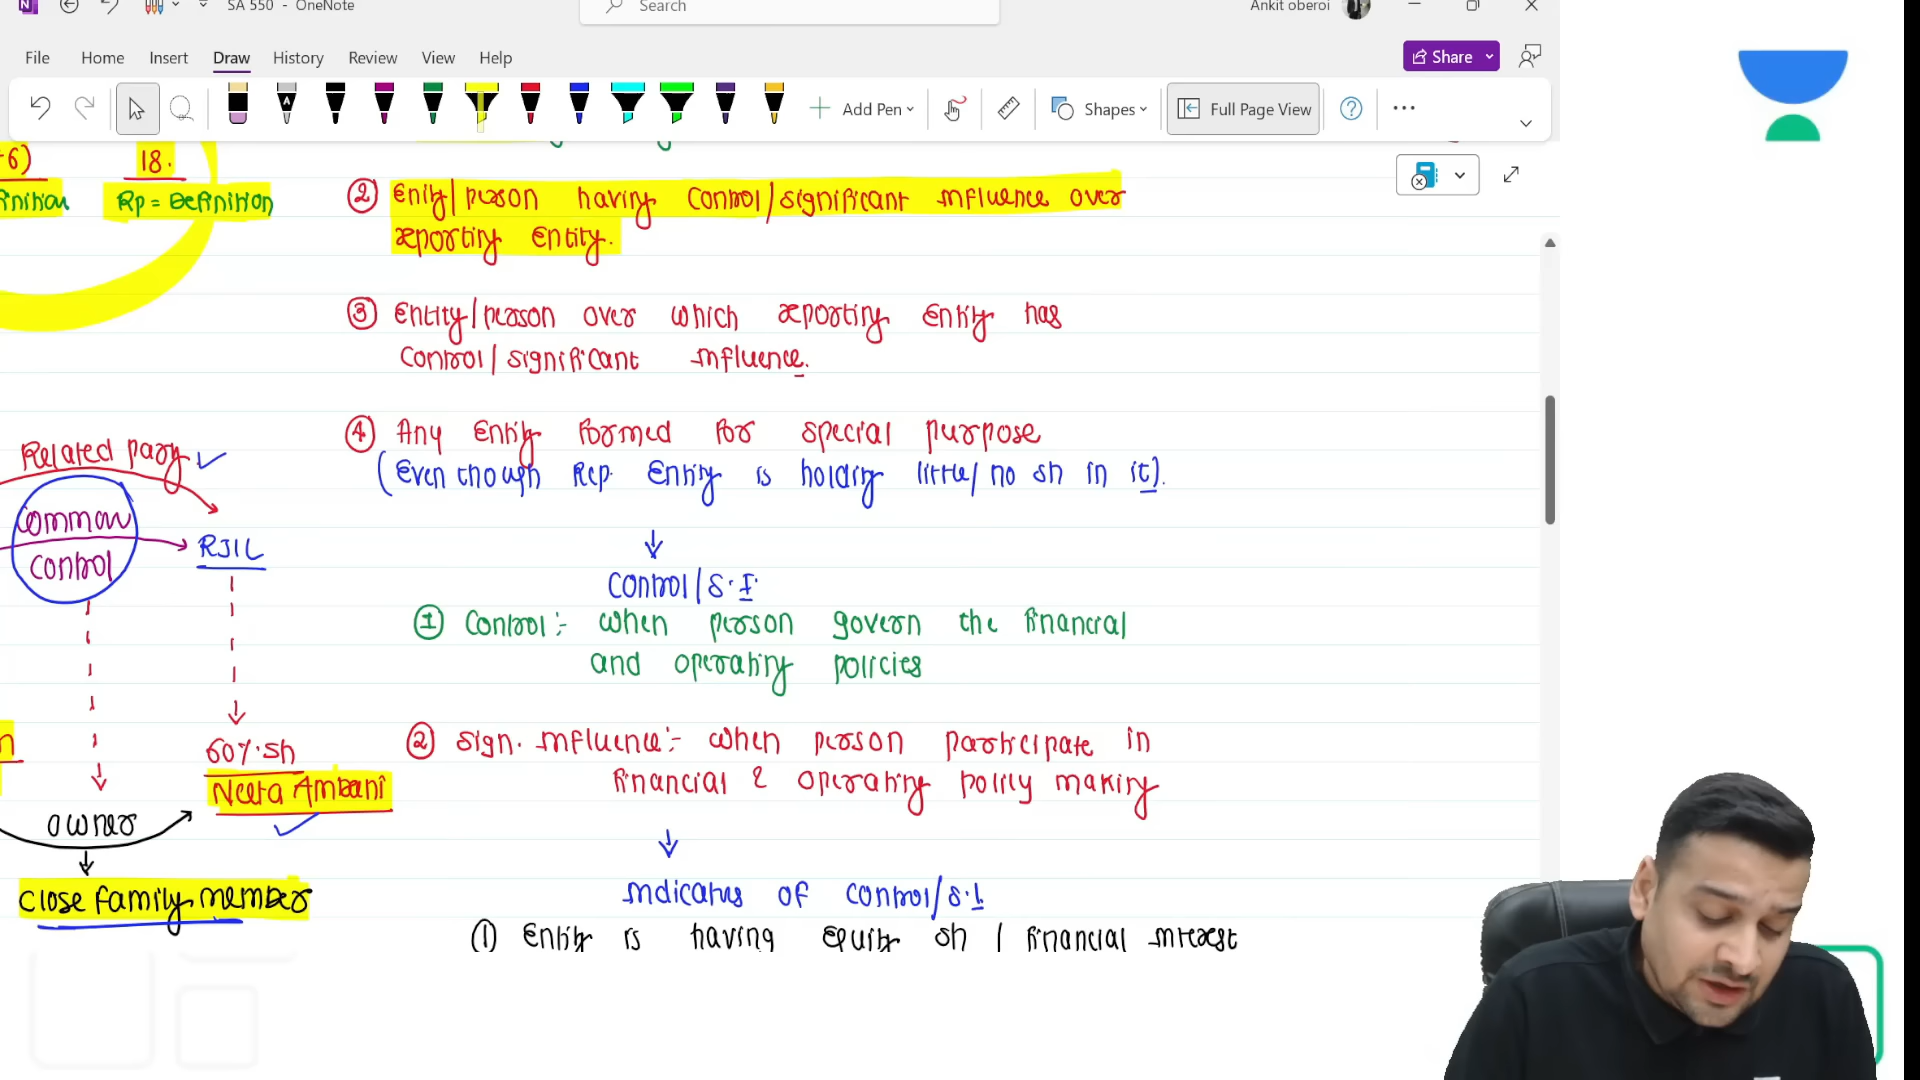 SA 550 - OneNote
Search
Ankit oberoi
File Home Insert Draw History Review View Help
Share
Add Pen
Shapes
Full Page View
+6)
18.
finition
RP = Definition
② Entity/person having control/significant influence over
reporting entity.
③ Entity/person over which reporting entity has
control/significant influence.
④ Any entity formed for special purpose
(Even though Rep. Entity is holding little/no sh in it).
Related party
Common
control
RJIL
↓
Control/S.I.
① Control:- when person govern the financial
and operating policies
60% sh
Neeta Ambani
② Sign. influence:- when person participate in
financial & operating policy making
owner
close family member
↓
Indicators of control/S.I.
(1) Entity is having equity sh / financial interest